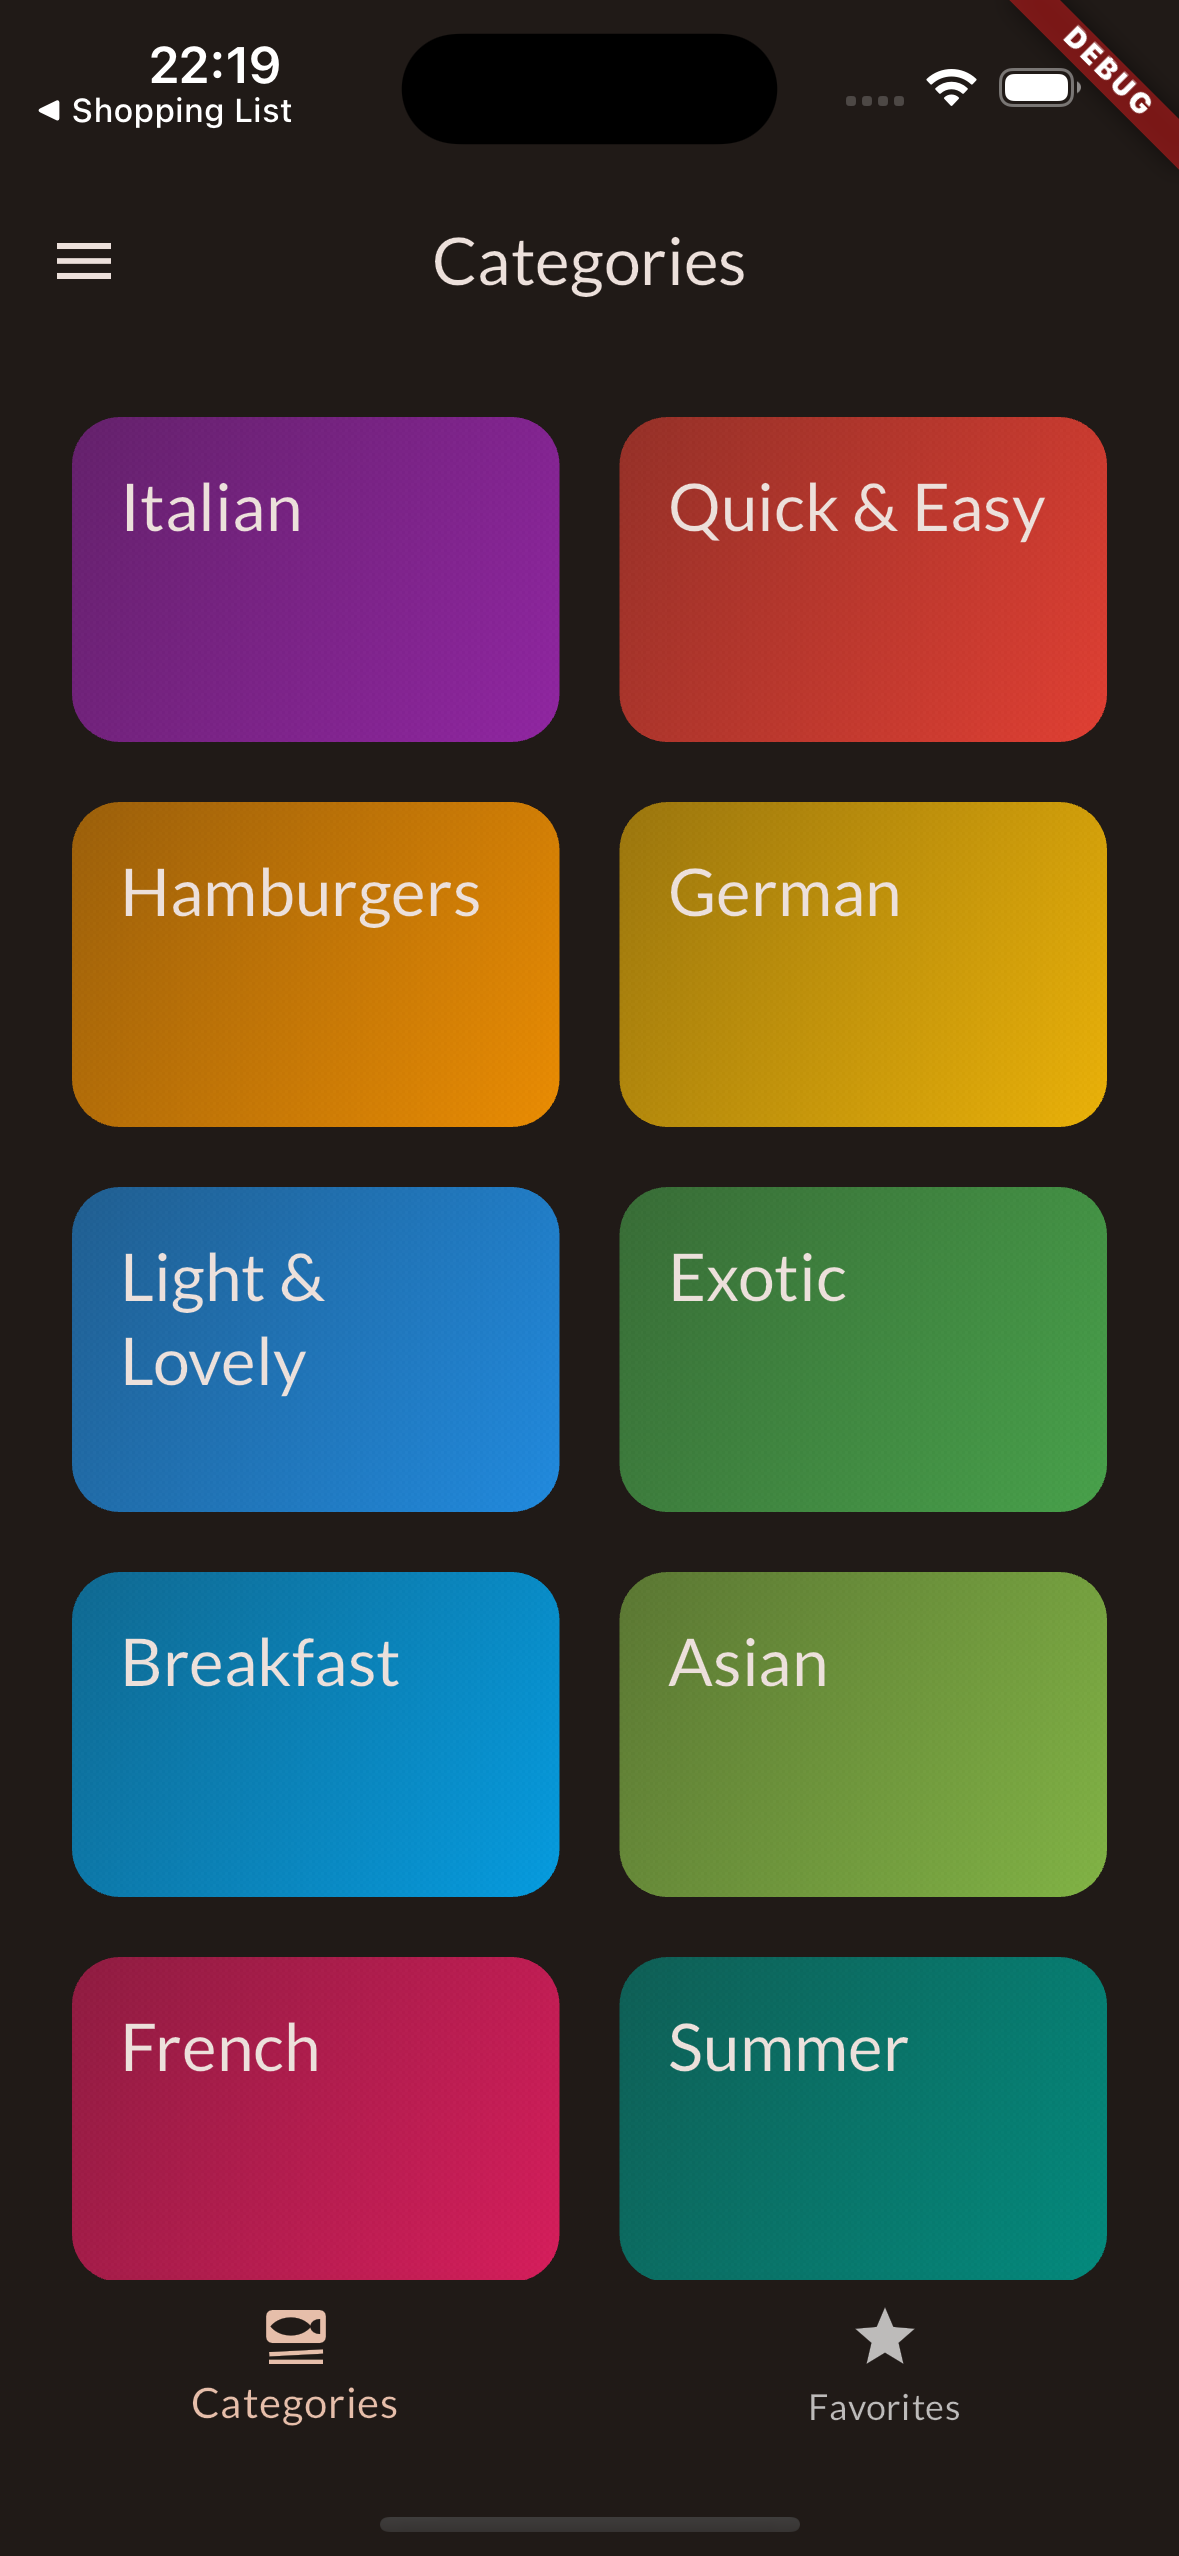 22:19
DEBUG
◀ Shopping List
Categories
Italian
Quick & Easy
Hamburgers
German
Light &
Lovely
Exotic
Breakfast
Asian
French
Summer
Categories
Favorites